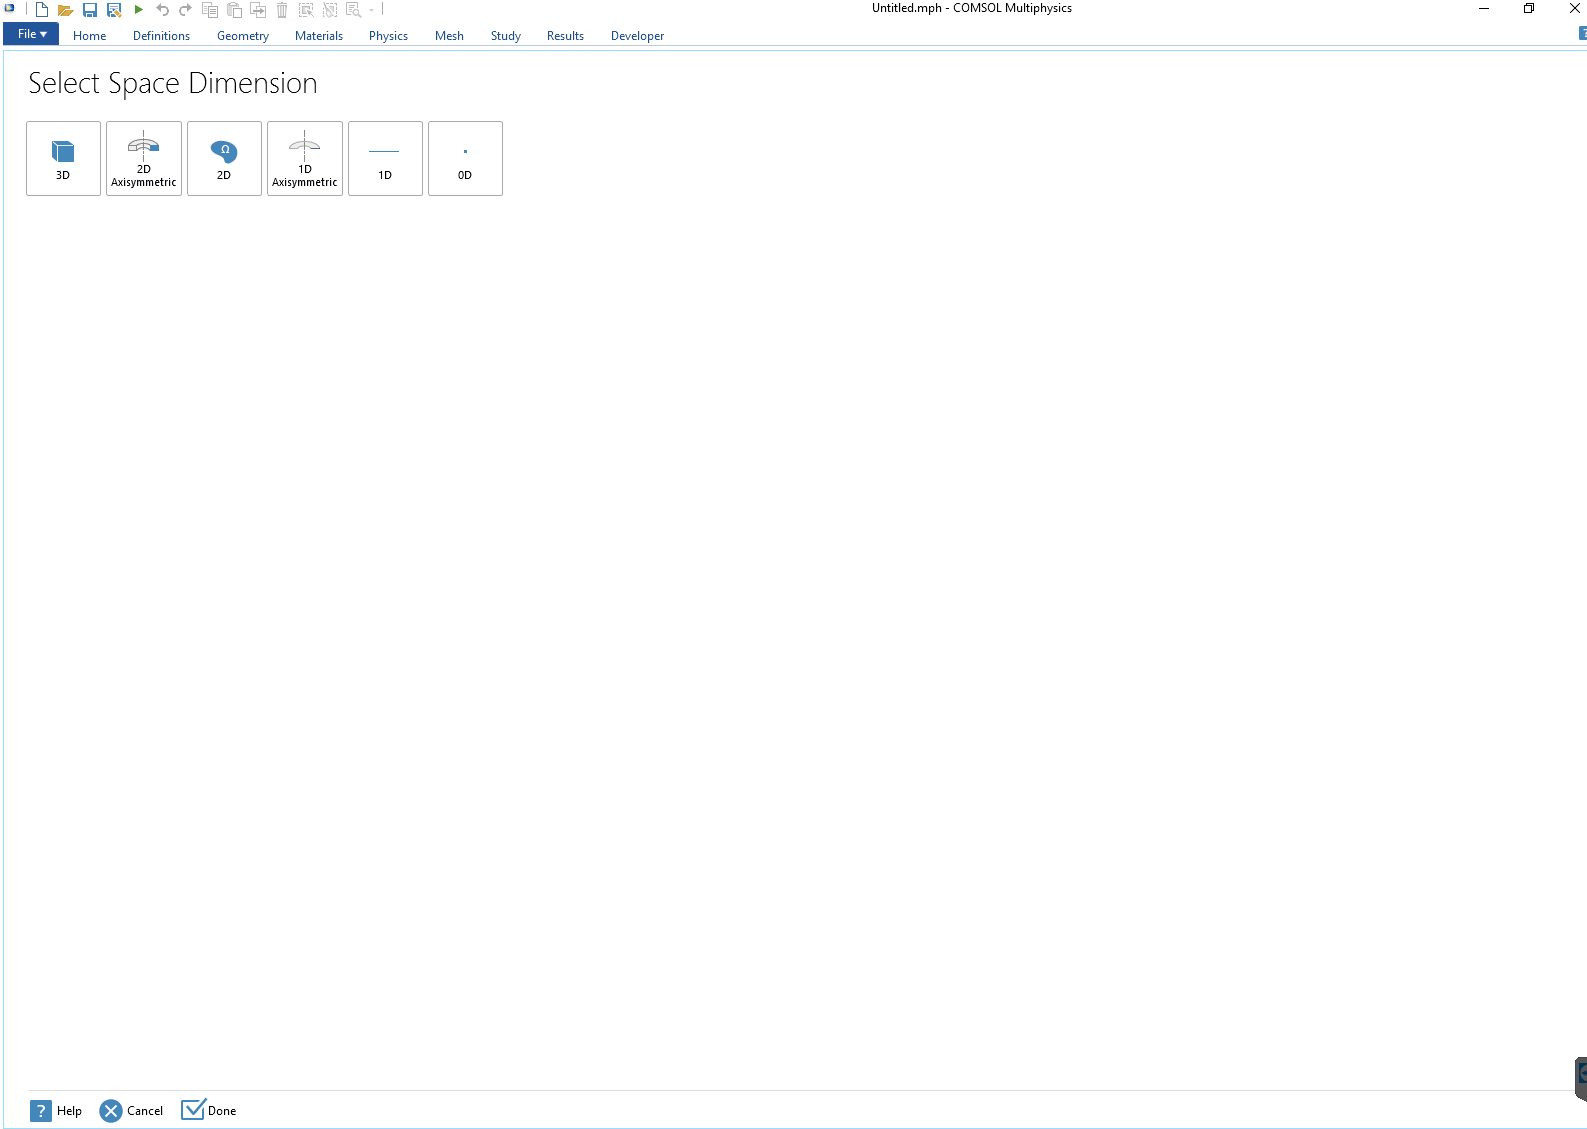 Untitled.mph - COMSOL Multiphysics
File Home Definitions Geometry Materials Physics Mesh Study Results Developer
Select Space Dimension
3D
2D Axisymmetric
2D
1D Axisymmetric
1D
0D
Ω
? Help Cancel Done